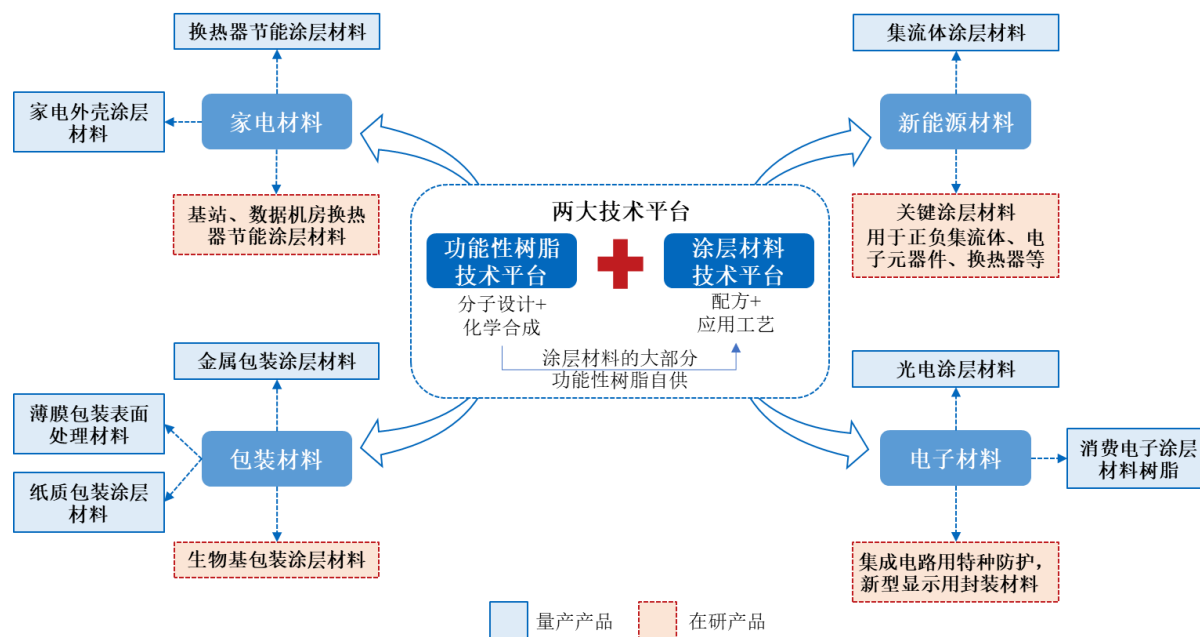 换热器节能涂层材料
集流体涂层材料
家电外壳涂层
材料
家电材料
新能源材料
基站、数据机房换热
器节能涂层材料
两大技术平台
关键涂层材料
用于正负集流体、电
子元器件、换热器等
功能性树脂
技术平台
涂层材料
技术平台
分子设计+
化学合成
配方+
应用工艺
涂层材料的大部分
功能性树脂自供
金属包装涂层材料
光电涂层材料
薄膜包装表面
处理材料
包装材料
电子材料
消费电子涂层
材料树脂
纸质包装涂层
材料
生物基包装涂层材料
集成电路用特种防护，
新型显示用封装材料
量产产品
在研产品